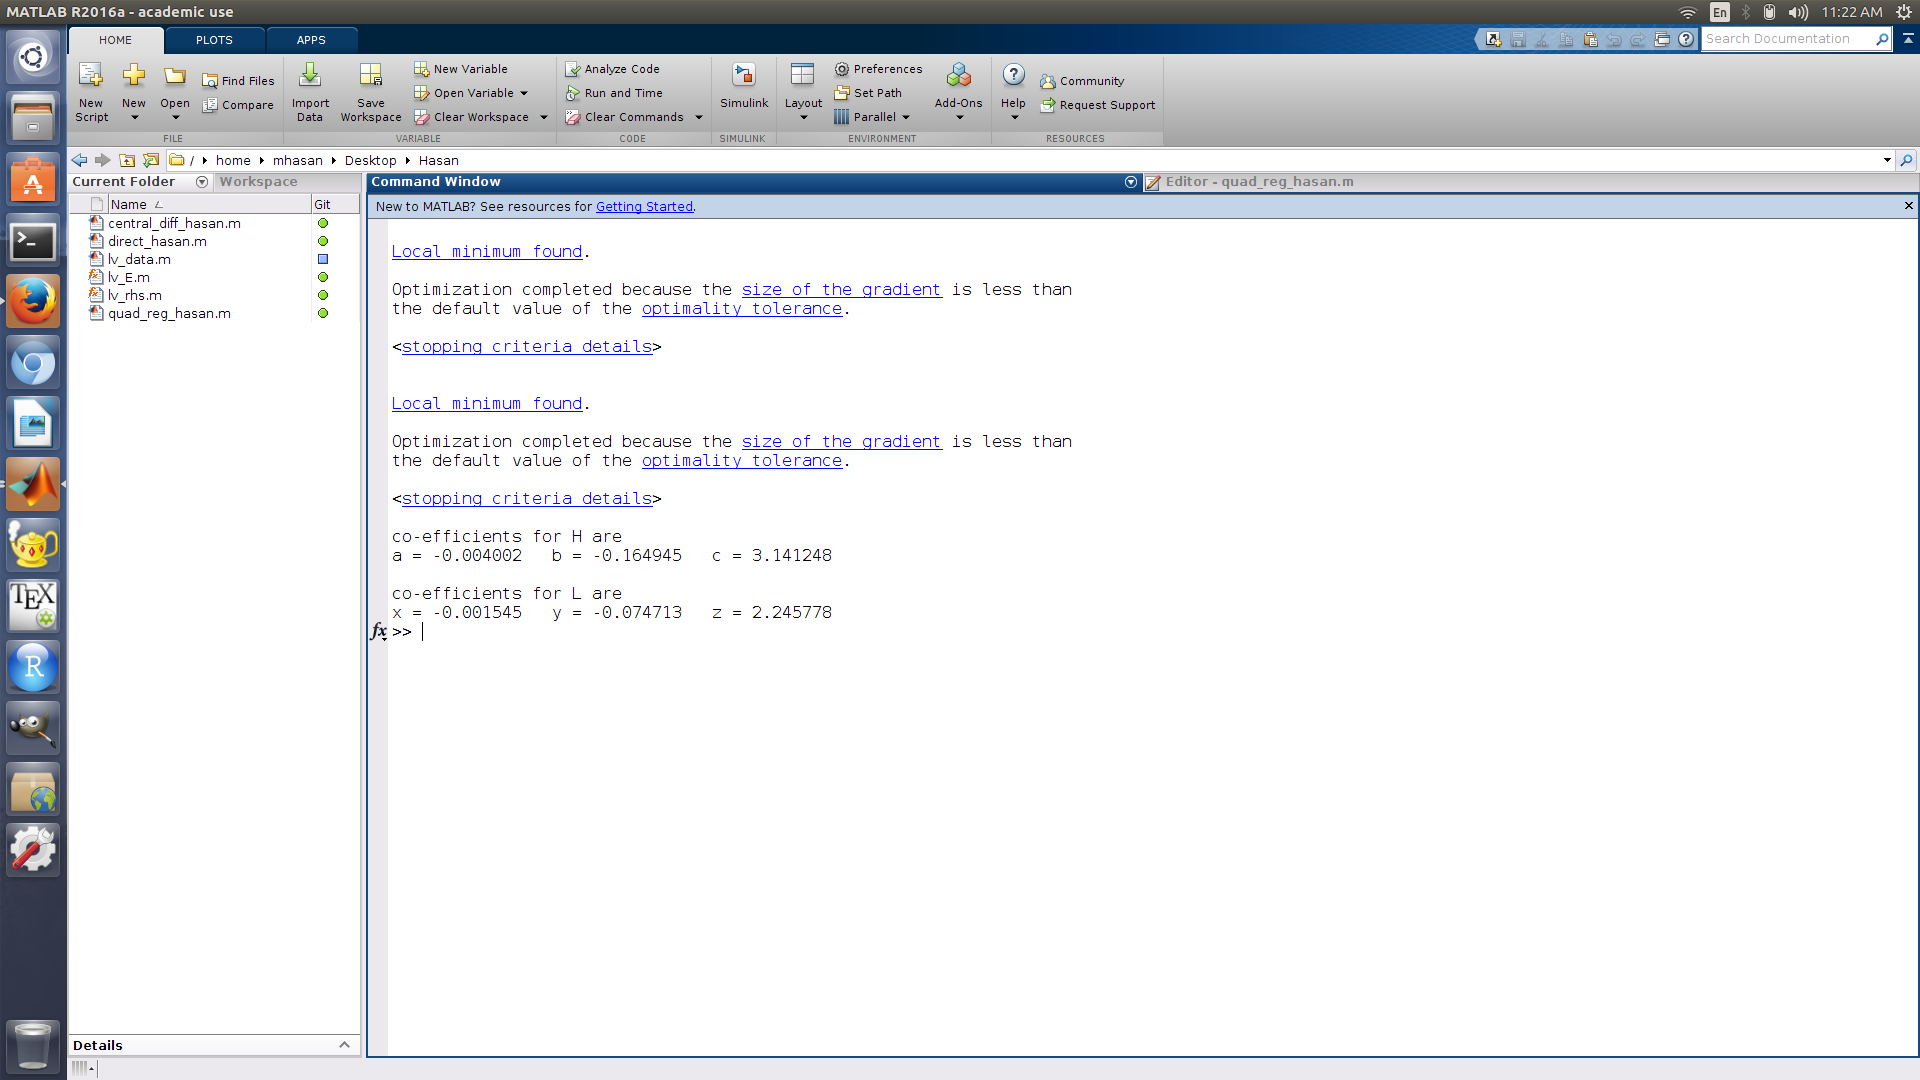 MATLAB R2016a - academic use
En
11:22 AM
HOME
PLOTS
APPS
Search Documentation
New Script
New
Open
Find Files
Compare
FILE
Import Data
Save Workspace
New Variable
Open Variable
Clear Workspace
VARIABLE
Analyze Code
Run and Time
Clear Commands
CODE
Simulink
SIMULINK
Layout
Preferences
Set Path
Parallel
Add-Ons
ENVIRONMENT
Help
Community
Request Support
RESOURCES
/ home mhasan Desktop Hasan
Current Folder
Workspace
Name
Git
central_diff_hasan.m
direct_hasan.m
lv_data.m
lv_E.m
lv_rhs.m
quad_reg_hasan.m
Details
Command Window
Editor - quad_reg_hasan.m
New to MATLAB? See resources for Getting Started.
Local minimum found.
Optimization completed because the size of the gradient is less than
the default value of the optimality tolerance.
<stopping criteria details>
Local minimum found.
Optimization completed because the size of the gradient is less than
the default value of the optimality tolerance.
<stopping criteria details>
co-efficients for H are
a = -0.004002 b = -0.164945 c = 3.141248
co-efficients for L are
x = -0.001545 y = -0.074713 z = 2.245778
fx >>
TEX
R